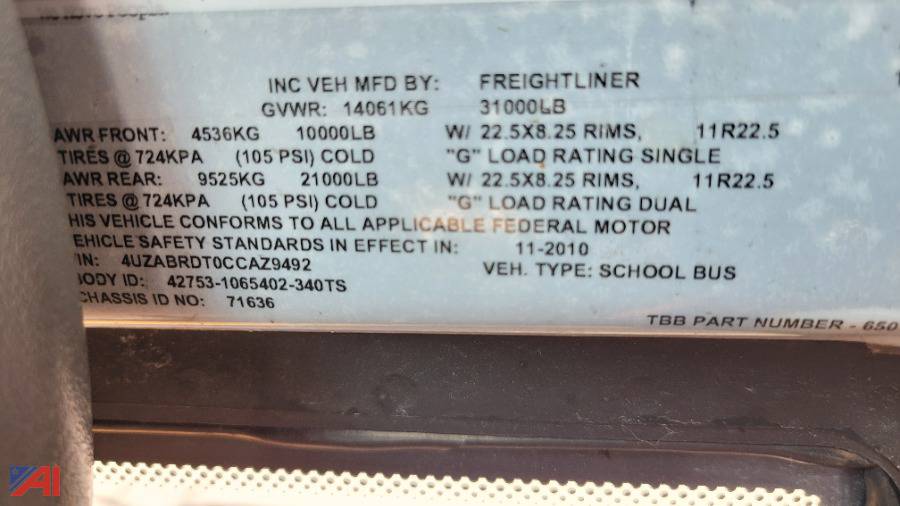 INC VEH MFD BY: FREIGHTLINER
GVWR: 14061KG 31000LB
AWR FRONT: 4536KG 10000LB W/ 22.5X8.25 RIMS, 11R22.5
TIRES @ 724KPA (105 PSI) COLD "G" LOAD RATING SINGLE
AWR REAR: 9525KG 21000LB W/ 22.5X8.25 RIMS, 11R22.5
TIRES @ 724KPA (105 PSI) COLD "G" LOAD RATING DUAL
HIS VEHICLE CONFORMS TO ALL APPLICABLE FEDERAL MOTOR
EHICLE SAFETY STANDARDS IN EFFECT IN: 11-2010
IN: 4UZABRDT0CCAZ9492 VEH. TYPE: SCHOOL BUS
BODY ID: 42753-1065402-340TS
CHASSIS ID NO: 71636
TBB PART NUMBER - 650
AI